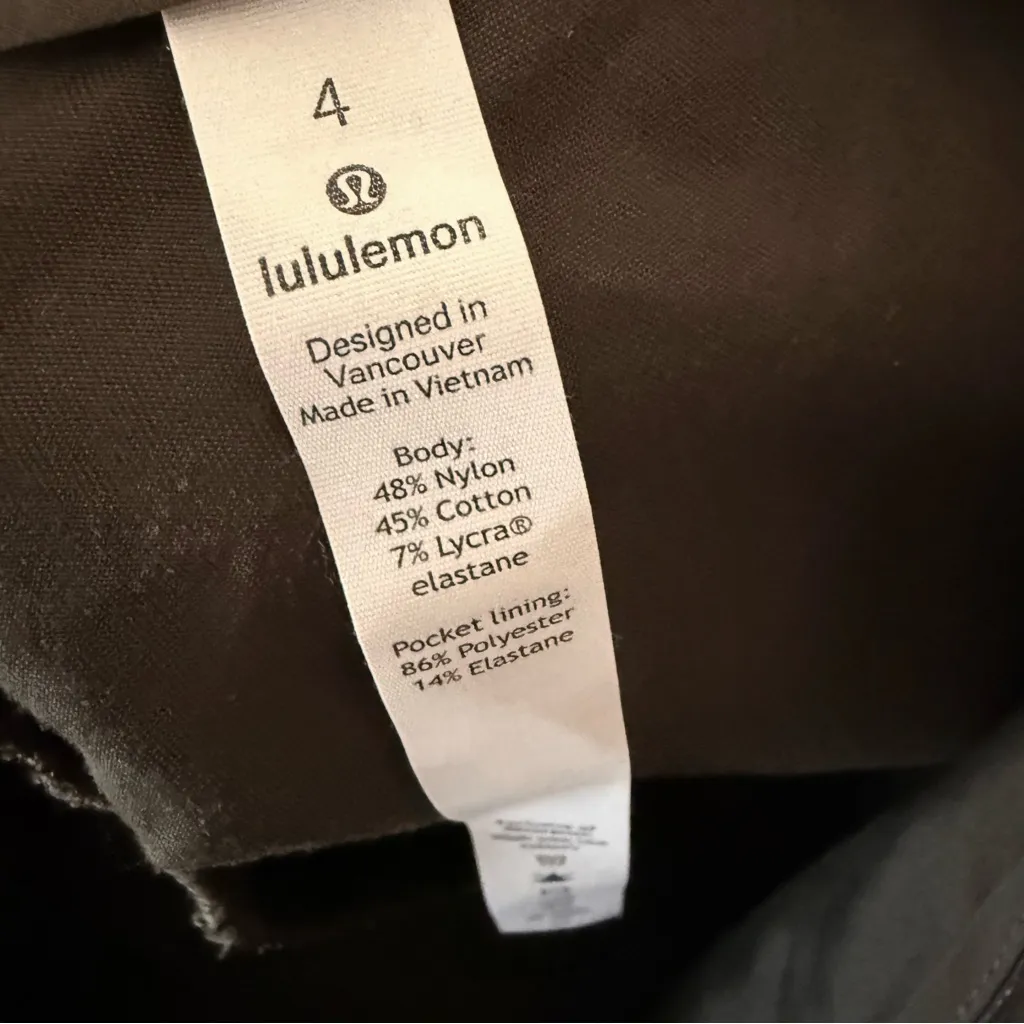 4
lululemon
Designed in
Vancouver
Made in Vietnam
Body:
48% Nylon
45% Cotton
7% Lycra®
elastane
Pocket lining:
86% Polyester
14% Elastane